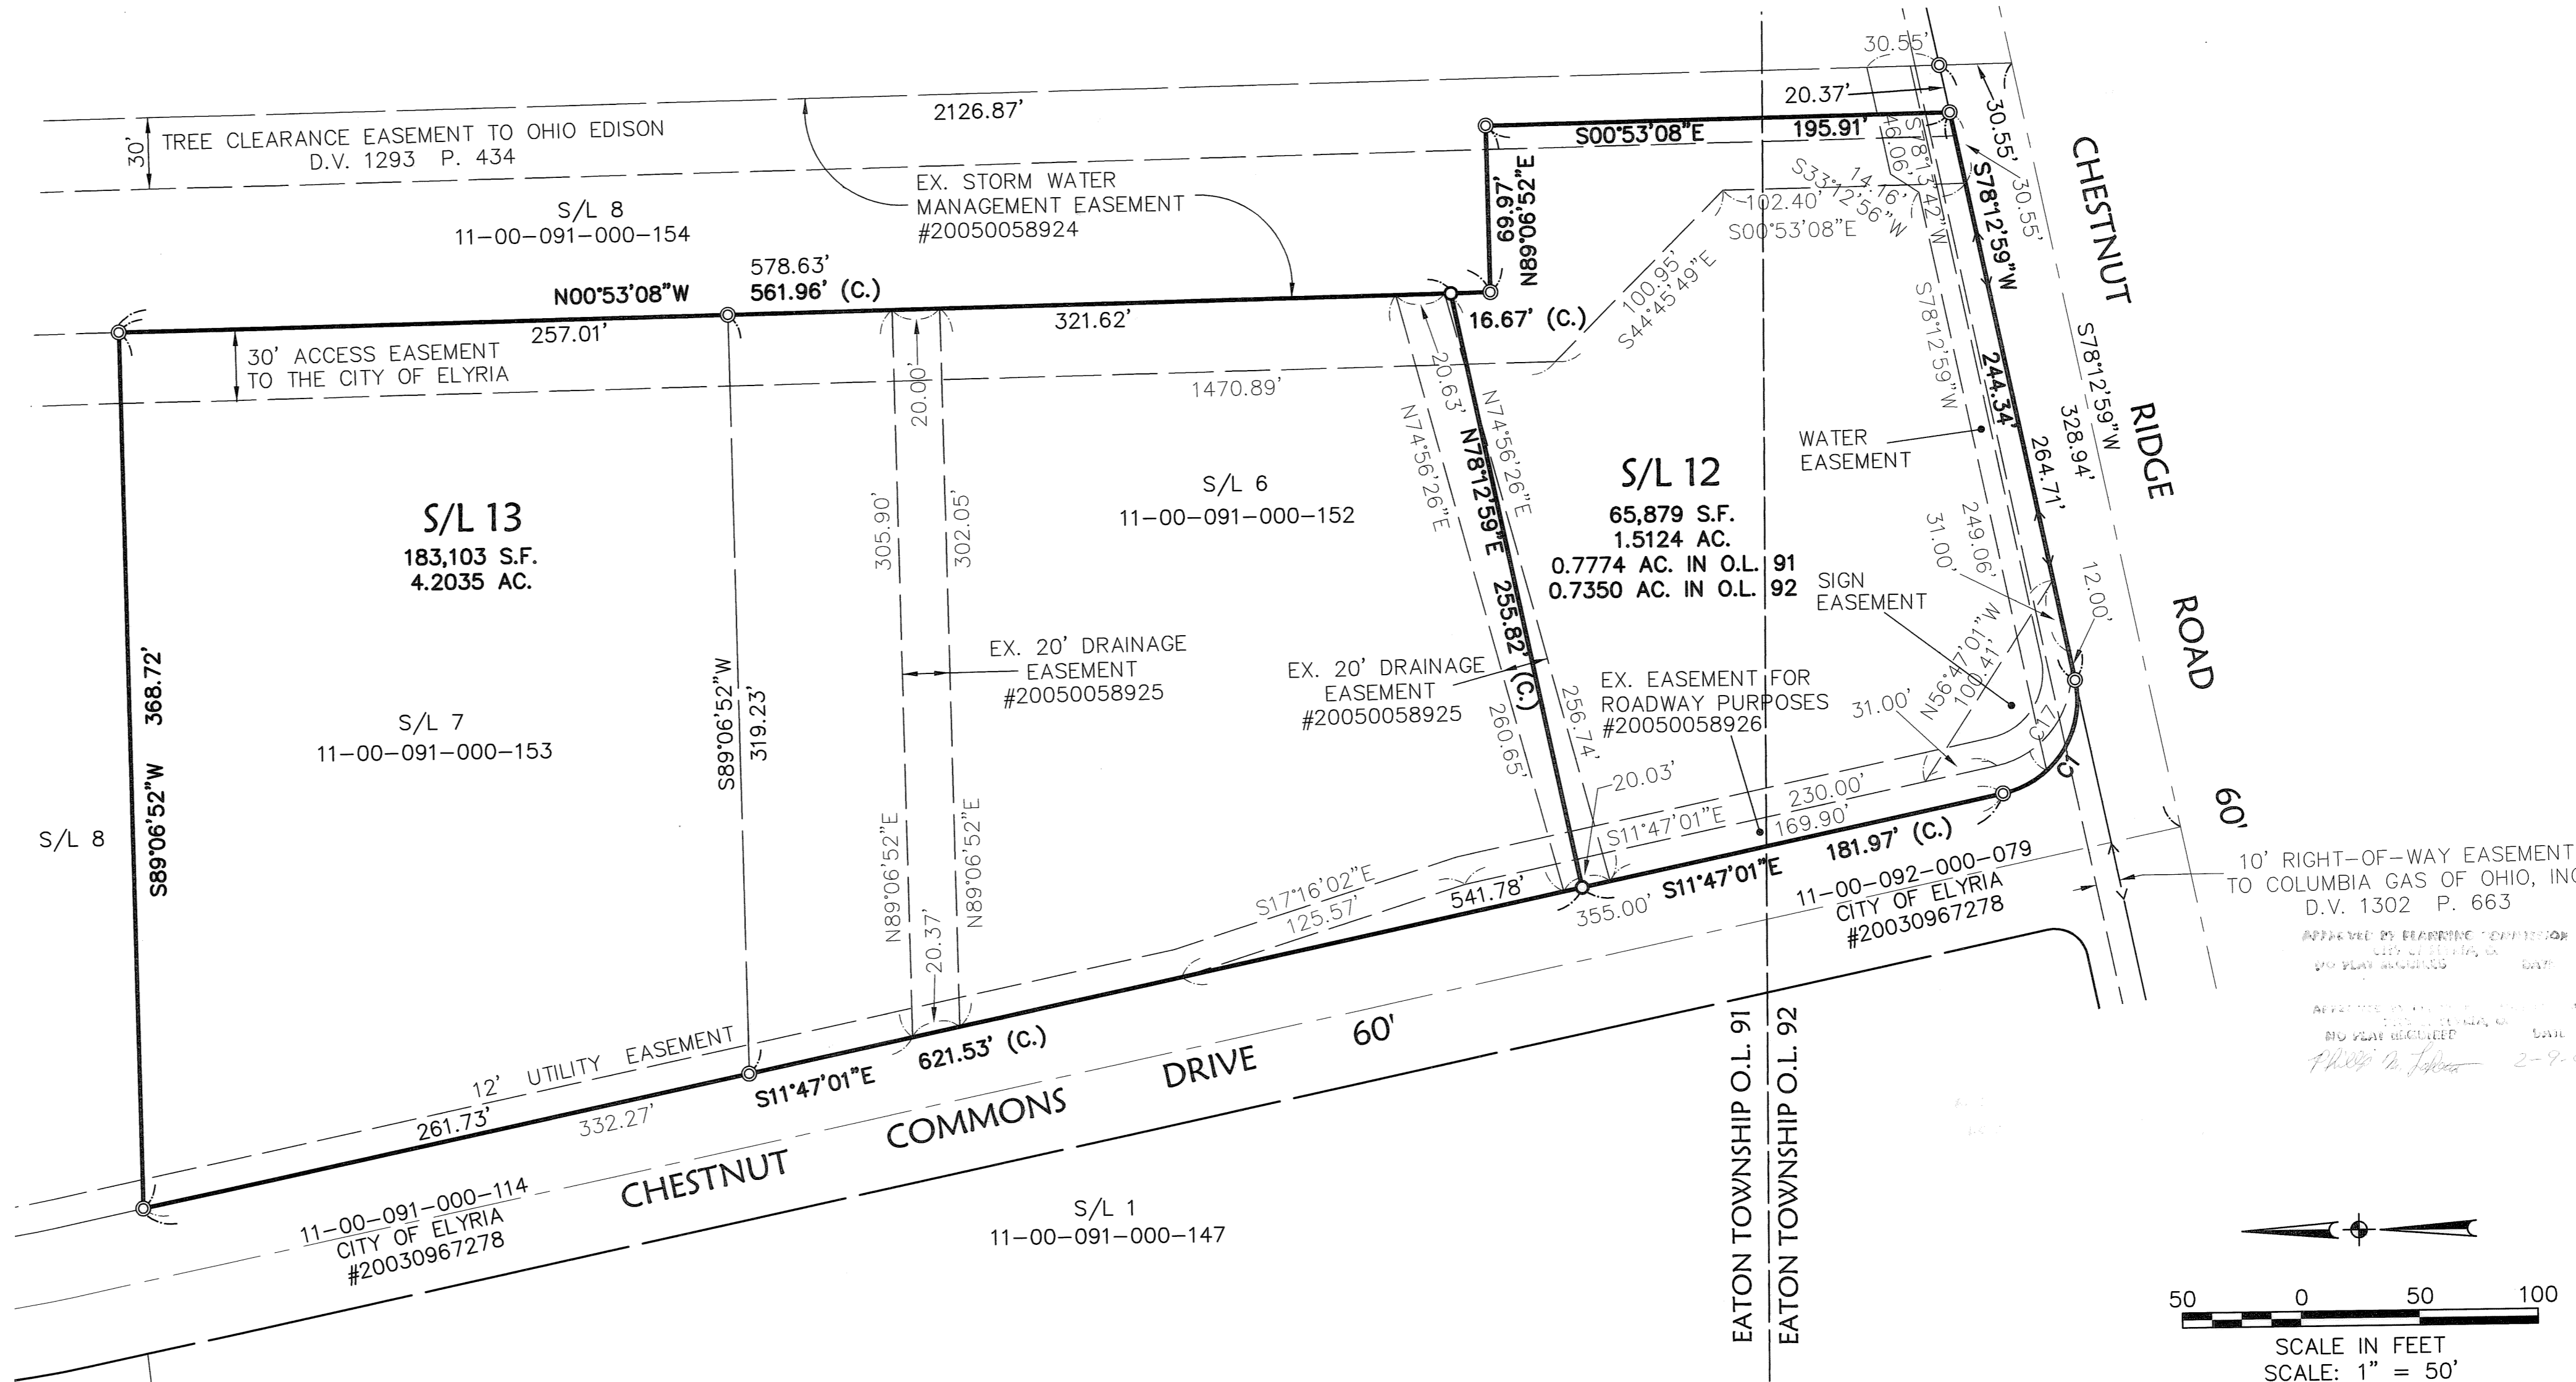 30.55'
20.37'
2126.87'
30'
TREE CLEARANCE EASEMENT TO OHIO EDISON
D.V. 1293 P. 434
S00°53'08"E
195.91'
30.55'
30.55'
46.06'
S78°13'42"W
14.16'
S33°12'56"W
102.40'
S00°53'08"E
S78°12'59"W
CHESTNUT
RIDGE
ROAD
60'
EX. STORM WATER
MANAGEMENT EASEMENT
#20050058924
69.97'
N89°06'52"E
S/L 8
11-00-091-000-154
N00°53'08"W
578.63'
561.96' (C.)
257.01'
321.62'
16.67' (C.)
100.95'
S44°45'49"E
S78°12'59"W
244.34'
264.71'
S78°12'59"W
328.94'
30' ACCESS EASEMENT
TO THE CITY OF ELYRIA
20.00'
1470.89'
20.63'
N74°56'26"E
N74°56'26"E
N78°12'59"E 255.82' (C.)
WATER
EASEMENT
S/L 13
183,103 S.F.
4.2035 AC.
305.90'
302.05'
S/L 6
11-00-091-000-152
S/L 12
65,879 S.F.
1.5124 AC.
0.7774 AC. IN O.L. 91
0.7350 AC. IN O.L. 92
249.06'
31.00'
12.00'
SIGN
EASEMENT
N56°47'01"W
100.41'
S89°06'52"W 368.72'
S89°06'52"W
319.23'
EX. 20' DRAINAGE
EASEMENT
#20050058925
EX. 20' DRAINAGE
EASEMENT
#20050058925
260.65'
256.74'
EX. EASEMENT FOR
ROADWAY PURPOSES
#20050058926
31.00'
C17
C1
S/L 7
11-00-091-000-153
S/L 8
20.03'
230.00'
S11°47'01"E
169.90'
181.97' (C.)
S11°47'01"E
355.00'
541.78'
S17°16'02"E
125.57'
N89°06'52"E
N89°06'52"E
20.37'
11-00-092-000-079
CITY OF ELYRIA
#20030967278
10' RIGHT-OF-WAY EASEMENT
TO COLUMBIA GAS OF OHIO, INC
D.V. 1302 P. 663
NO PLAT REQUIRED
12' UTILITY EASEMENT
261.73'
332.27'
S11°47'01"E
621.53' (C.)
CHESTNUT COMMONS DRIVE 60'
11-00-091-000-114
CITY OF ELYRIA
#20030967278
S/L 1
11-00-091-000-147
EATON TOWNSHIP O.L. 91
EATON TOWNSHIP O.L. 92
50 0 50 100
SCALE IN FEET
SCALE: 1" = 50'